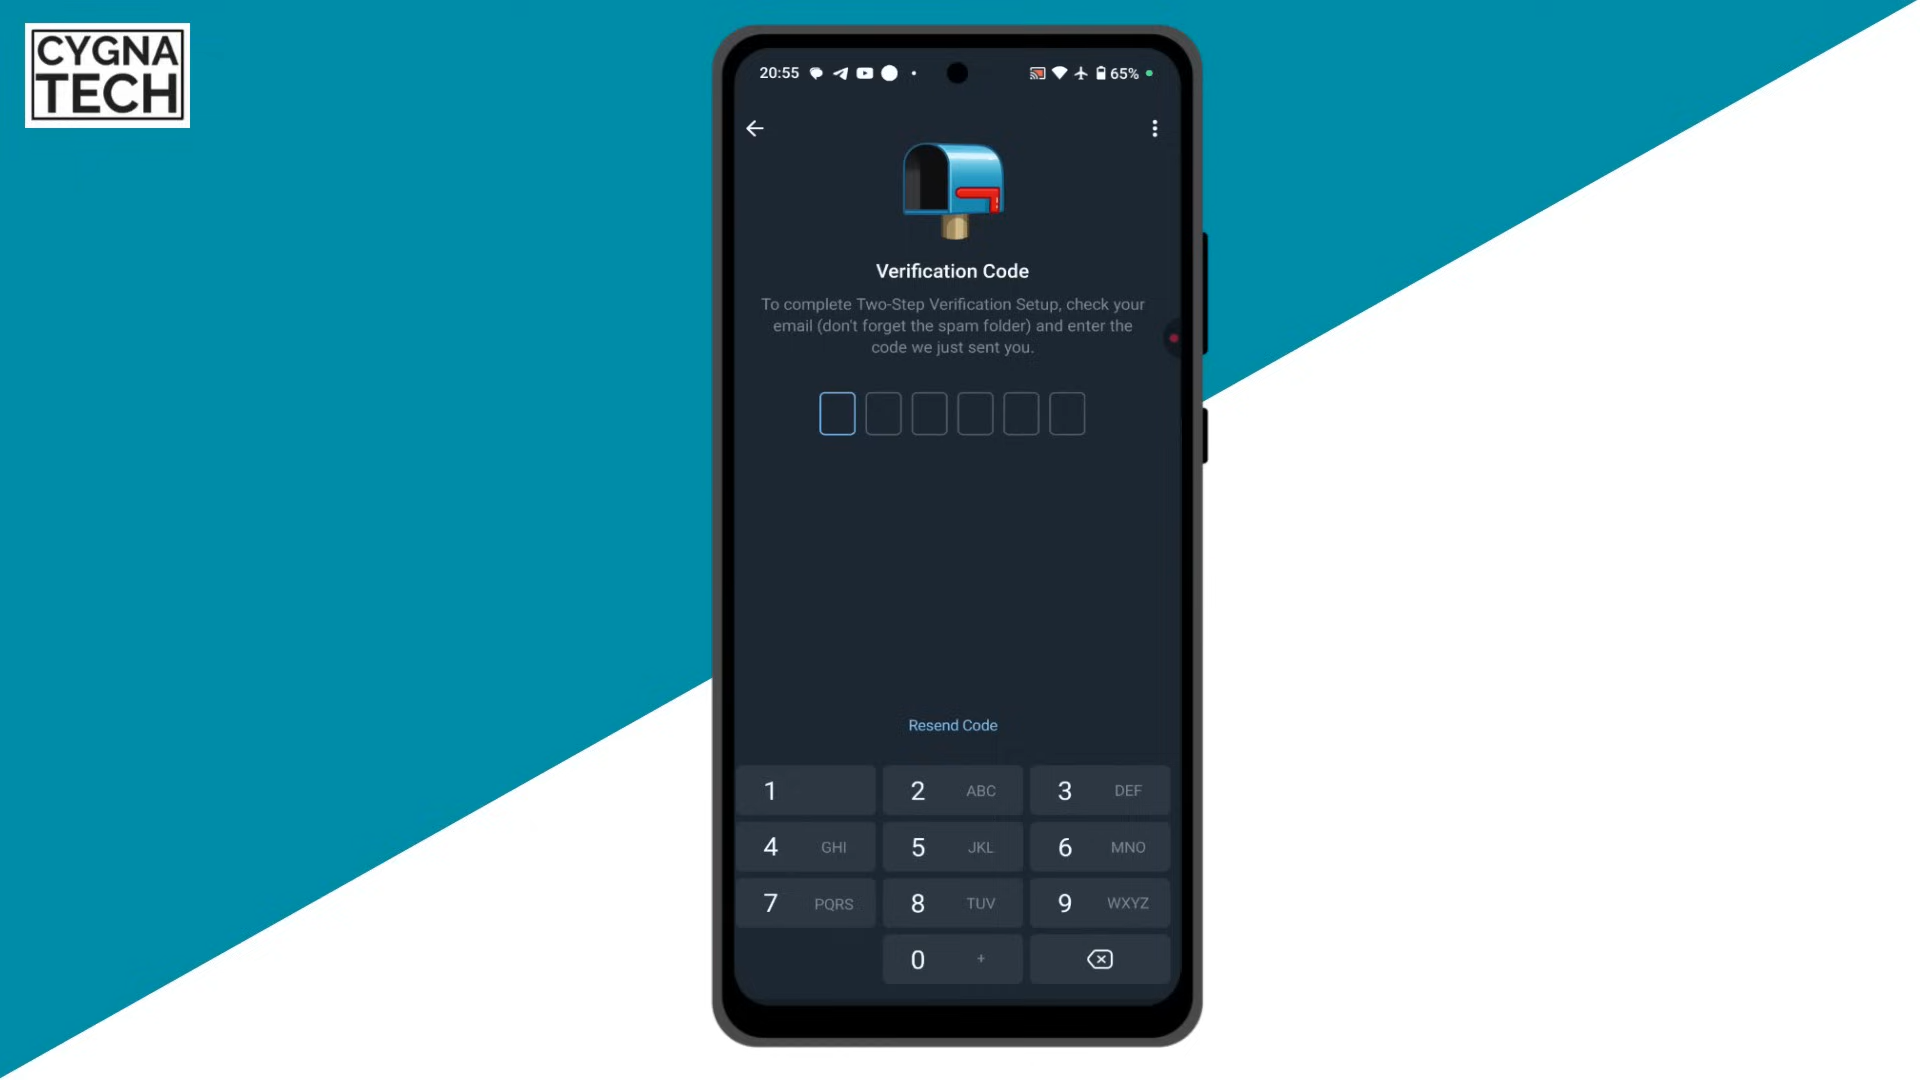 CYGNA
TECH
20:55
65%
Verification Code
To complete Two-Step Verification Setup, check your
email (don't forget the spam folder) and enter the
code we just sent you.
Resend Code
1
2 ABC
3 DEF
4 GHI
5 JKL
6 MNO
7 PQRS
8 TUV
9 WXYZ
0 +